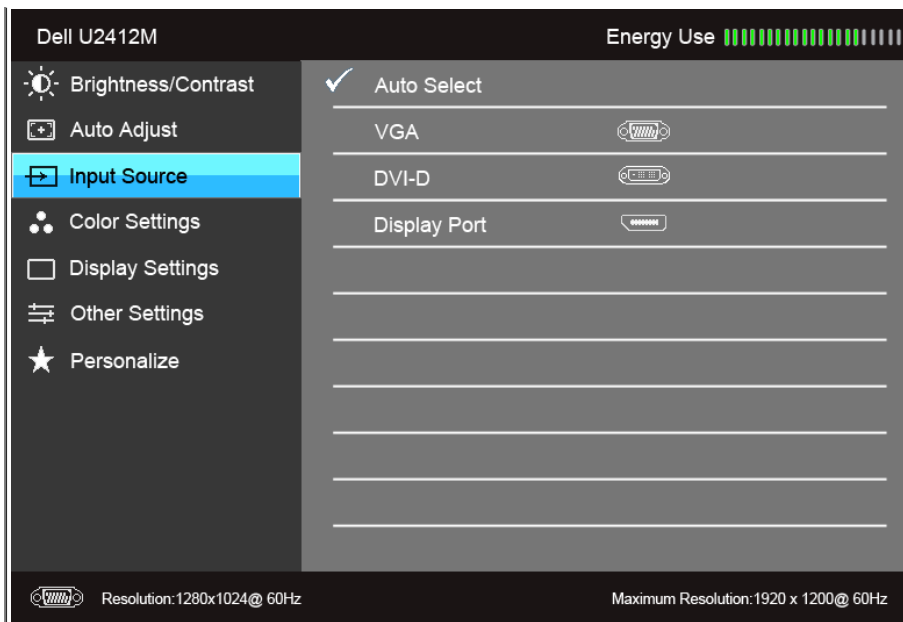 Dell U2412M
Energy Use
Brightness/Contrast
Auto Adjust
Input Source
Color Settings
Display Settings
Other Settings
Personalize
Auto Select
VGA
DVI-D
Display Port
Resolution:1280x1024@ 60Hz
Maximum Resolution:1920 x 1200@ 60Hz